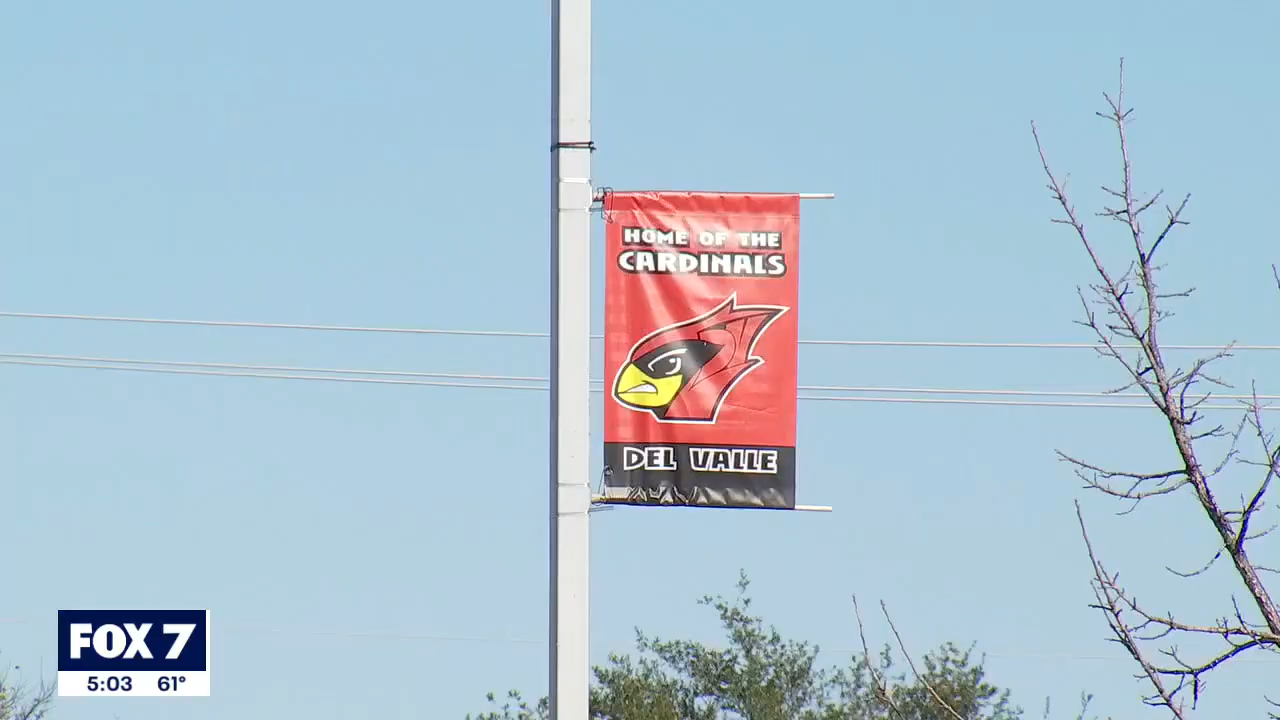 HOME OF THE
CARDINALS
DEL VALLE
FOX 7
5:03 61°